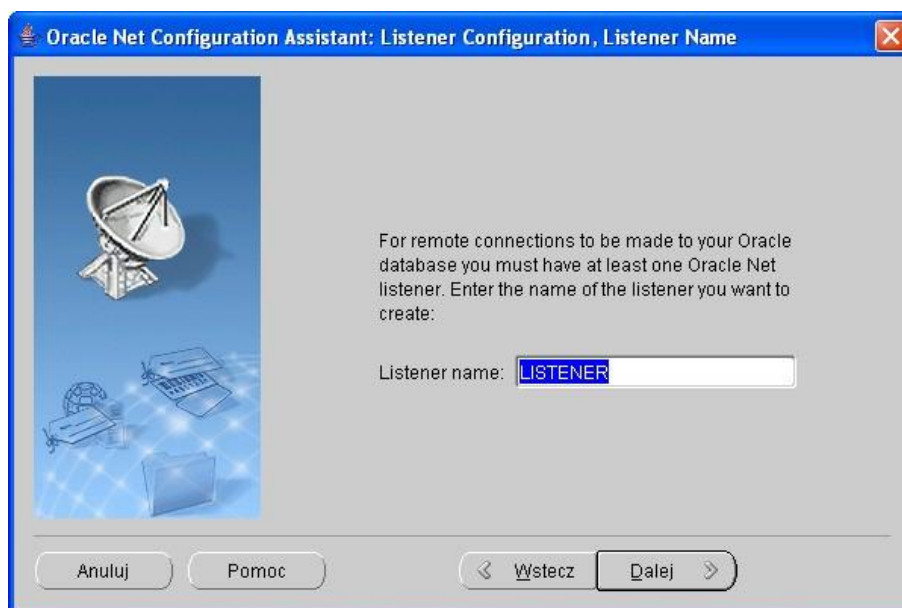 Oracle Net Configuration Assistant: Listener Configuration, Listener Name
For remote connections to be made to your Oracle
database you must have at least one Oracle Net
listener. Enter the name of the listener you want to
create:
Listener name: LISTENER
Anuluj Pomoc Wstecz Dalej